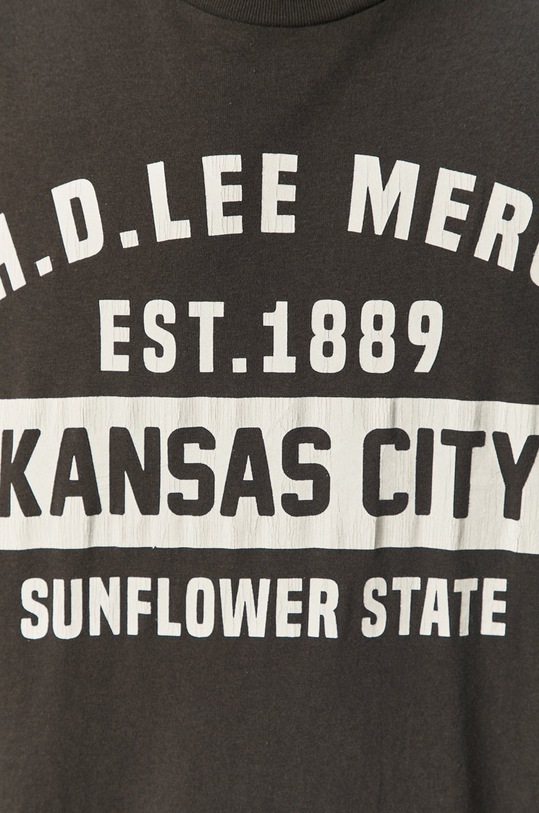 H.D.LEE MERC
EST.1889
KANSAS CITY
SUNFLOWER STATE